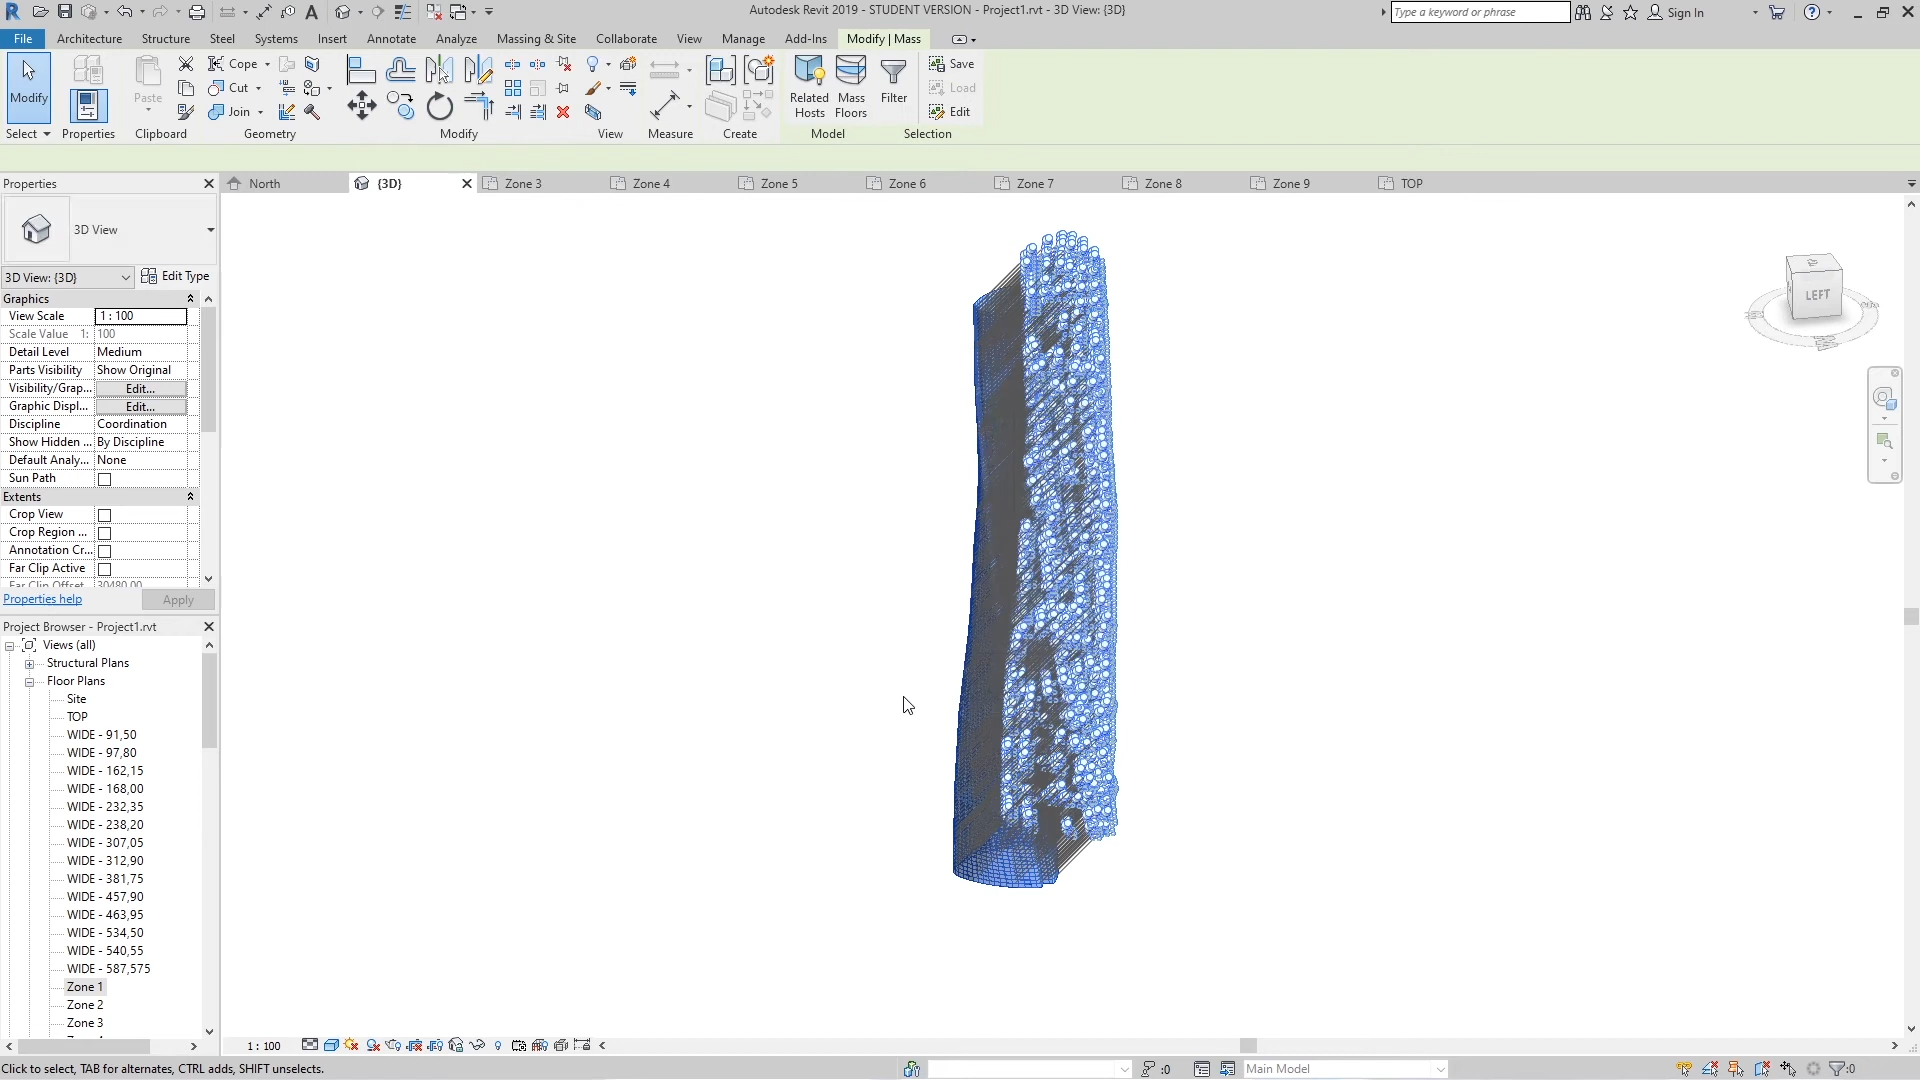 Autodesk Revit 2019 - STUDENT VERSION - Project1.rvt - 3D View: {3D}
Type a keyword or phrase
Sign In
File Architecture Structure Steel Systems Insert Annotate Analyze Massing & Site Collaborate View Manage Add-Ins Modify | Mass
Cope
Cut
Join
Modify
Paste
Related Hosts
Mass Floors
Filter
Save
Load
Edit
Select Properties Clipboard Geometry Modify View Measure Create Model Selection
Properties
North {3D} Zone 3 Zone 4 Zone 5 Zone 6 Zone 7 Zone 8 Zone 9 TOP
3D View
3D View: {3D} Edit Type
Graphics
View Scale 1 : 100
Scale Value 1: 100
Detail Level Medium
Parts Visibility Show Original
Visibility/Grap... Edit...
Graphic Displ... Edit...
Discipline Coordination
Show Hidden ... By Discipline
Default Analy... None
Sun Path
Extents
Crop View
Crop Region ...
Annotation Cr...
Far Clip Active
Far Clip Offset 30480.00
Properties help Apply
Project Browser - Project1.rvt
Views (all)
Structural Plans
Floor Plans
Site
TOP
WIDE - 91,50
WIDE - 97,80
WIDE - 162,15
WIDE - 168,00
WIDE - 232,35
WIDE - 238,20
WIDE - 307,05
WIDE - 312,90
WIDE - 381,75
WIDE - 457,90
WIDE - 463,95
WIDE - 534,50
WIDE - 540,55
WIDE - 587,575
Zone 1
Zone 2
Zone 3
LEFT
1 : 100
Click to select, TAB for alternates, CTRL adds, SHIFT unselects.
:0
Main Model
:0